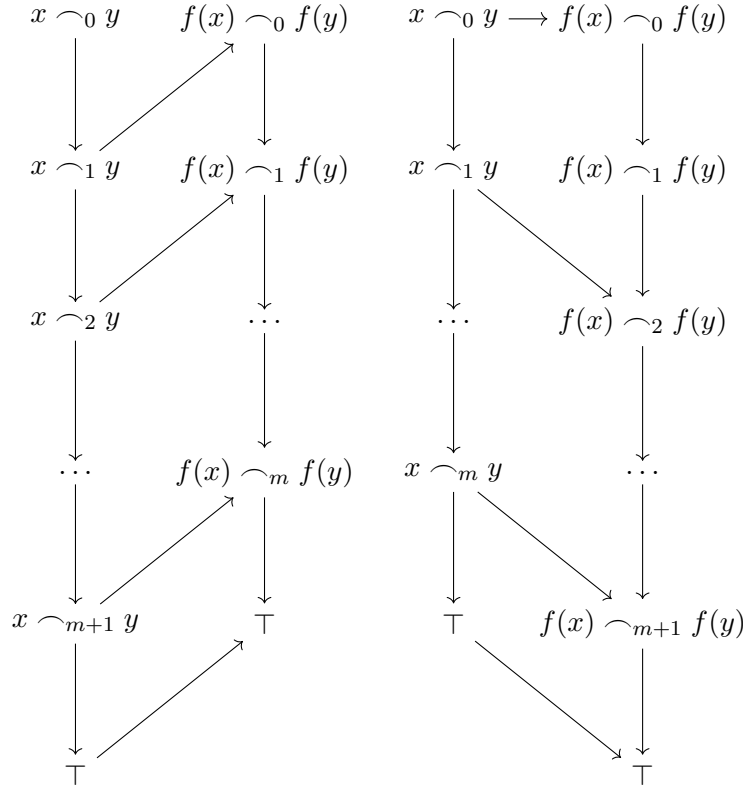 x ⌢₀ y f(x) ⌢₀ f(y) x ⌢₀ y f(x) ⌢₀ f(y)
x ⌢₁ y f(x) ⌢₁ f(y) x ⌢₁ y f(x) ⌢₁ f(y)
x ⌢₂ y … … f(x) ⌢₂ f(y)
… f(x) ⌢ₘ f(y) x ⌢ₘ y …
x ⌢ₘ₊₁ y ⊤ ⊤ f(x) ⌢ₘ₊₁ f(y)
⊤ ⊤